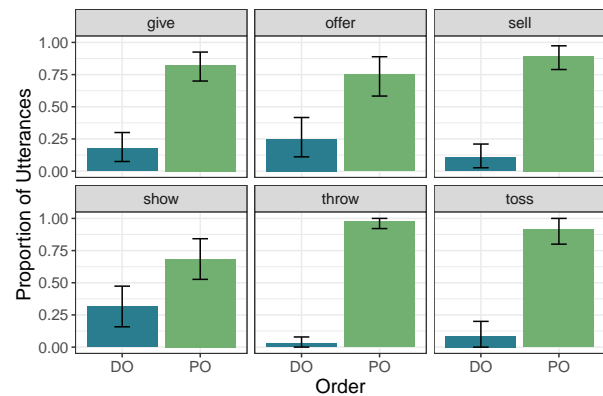 give offer sell
1.00
0.75
0.50
0.25
0.00
show throw toss
1.00
0.75
0.50
0.25
0.00
DO PO DO PO DO PO
Order
Proportion of Utterances